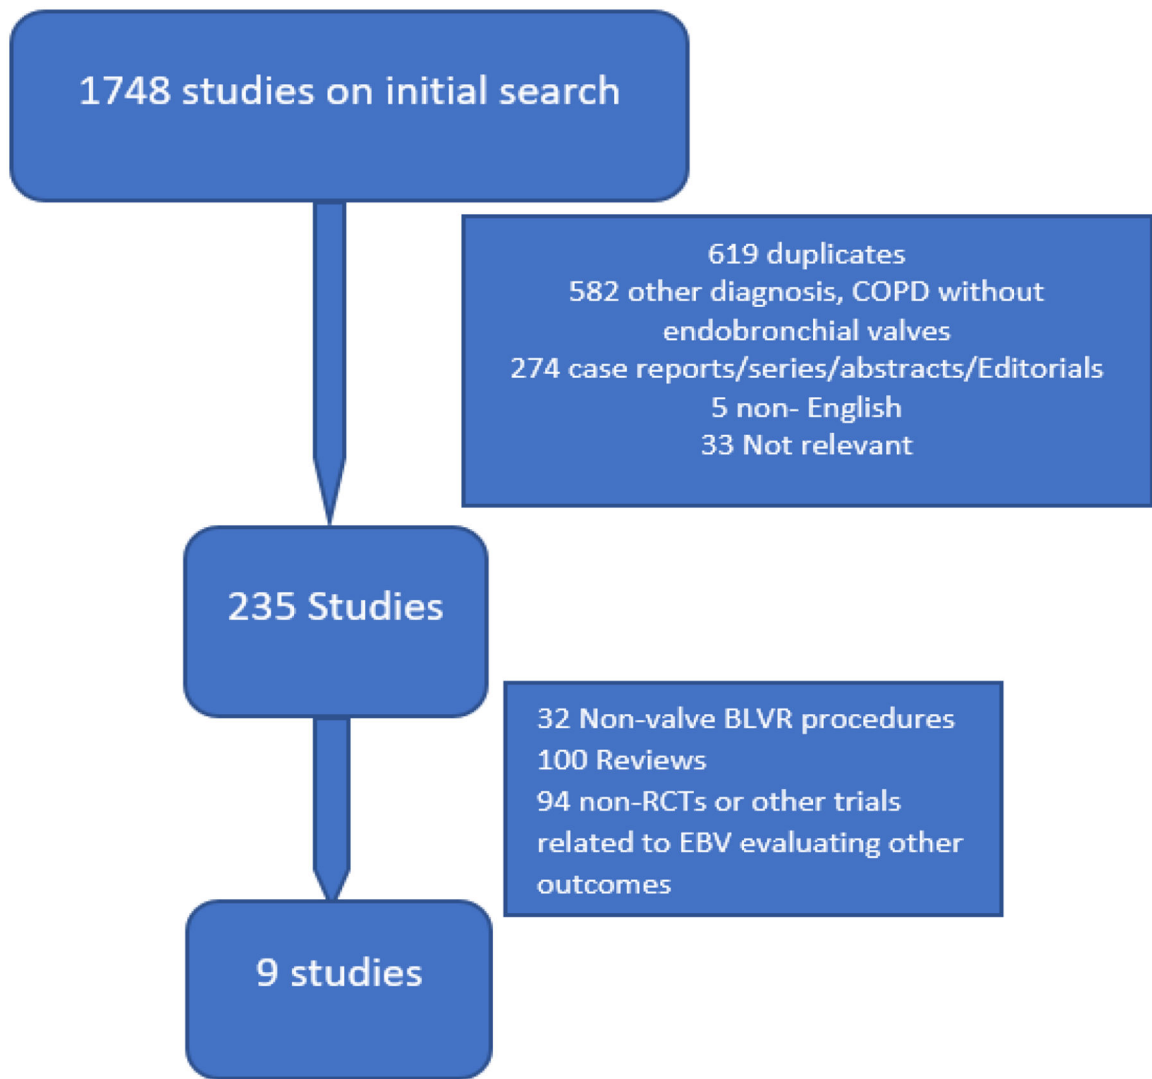 1748 studies on initial search
619 duplicates
582 other diagnosis, COPD without
endobronchial valves
274 case reports/series/abstracts/Editorials
5 non- English
33 Not relevant
235 Studies
32 Non-valve BLVR procedures
100 Reviews
94 non-RCTs or other trials
related to EBV evaluating other
outcomes
9 studies